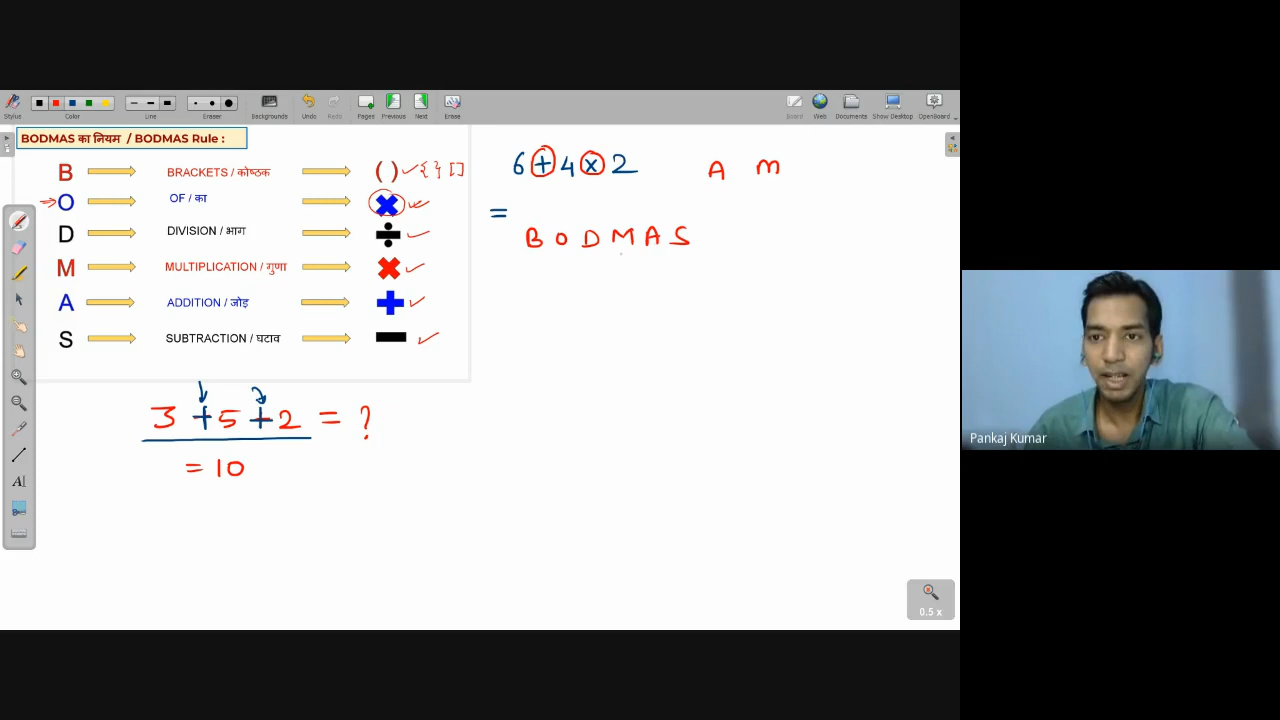 Stylus
Color
Line
Eraser
Backgrounds
Undo
Redo
Pages
Previous
Next
Erase
Board
Web
Documents
Show Desktop
OpenBoard
BODMAS का नियम / BODMAS Rule :
B BRACKETS / कोष्ठक ( ) { } [ ]
O OF / का ×
D DIVISION / भाग ÷
M MULTIPLICATION / गुणा ×
A ADDITION / जोड़ +
S SUBTRACTION / घटाव −
3 + 5 + 2 = ?
= 10
6 + 4 × 2 A M
=
B O D M A S
Pankaj Kumar
0.5 x